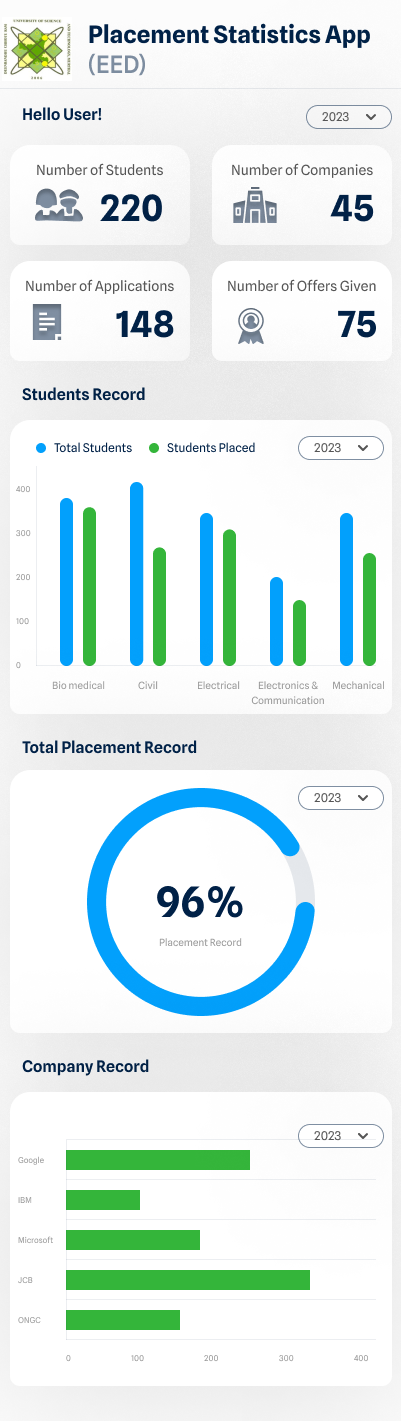 UNIVERSITY OF SCIENCE
2004
Placement Statistics App
(EED)
Hello User!
2023
Number of Students
220
Number of Companies
45
Number of Applications
148
Number of Offers Given
75
Students Record
Total Students
Students Placed
2023
400
300
200
100
0
Bio medical
Civil
Electrical
Electronics &
Communication
Mechanical
Total Placement Record
2023
96%
Placement Record
Company Record
2023
Google
IBM
Microsoft
JCB
ONGC
0
100
200
300
400